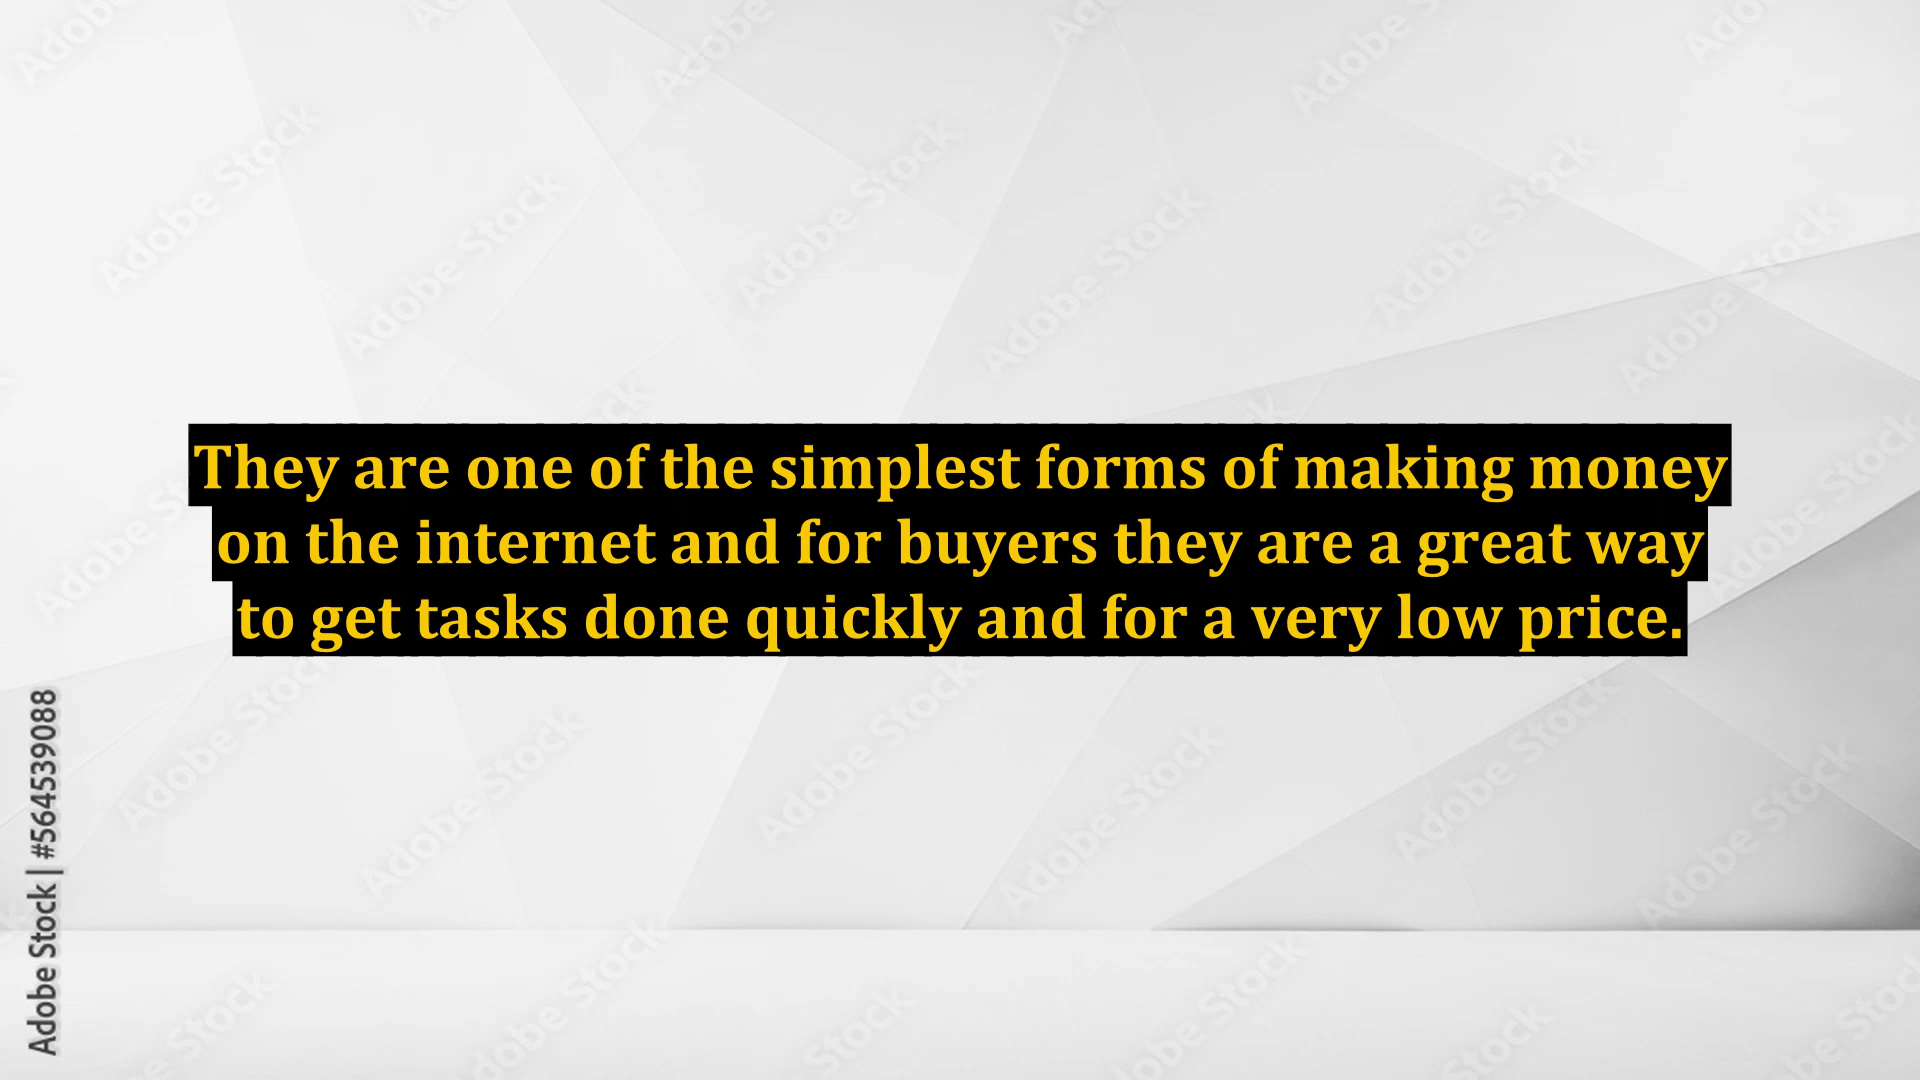 They are one of the simplest forms of making money
on the internet and for buyers they are a great way
to get tasks done quickly and for a very low price.
Adobe Stock | #564539088